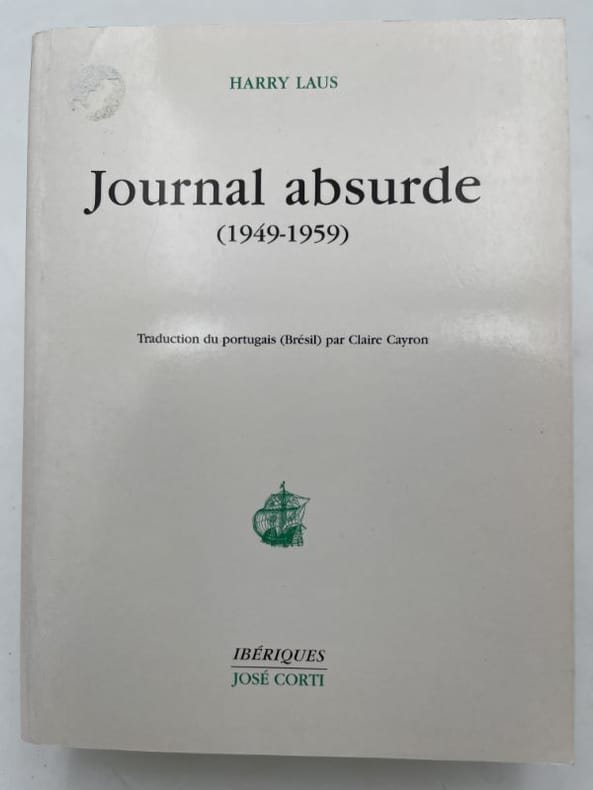 HARRY LAUS
Journal absurde
(1949-1959)
Traduction du portugais (Brésil) par Claire Cayron
IBÉRIQUES
JOSÉ CORTI